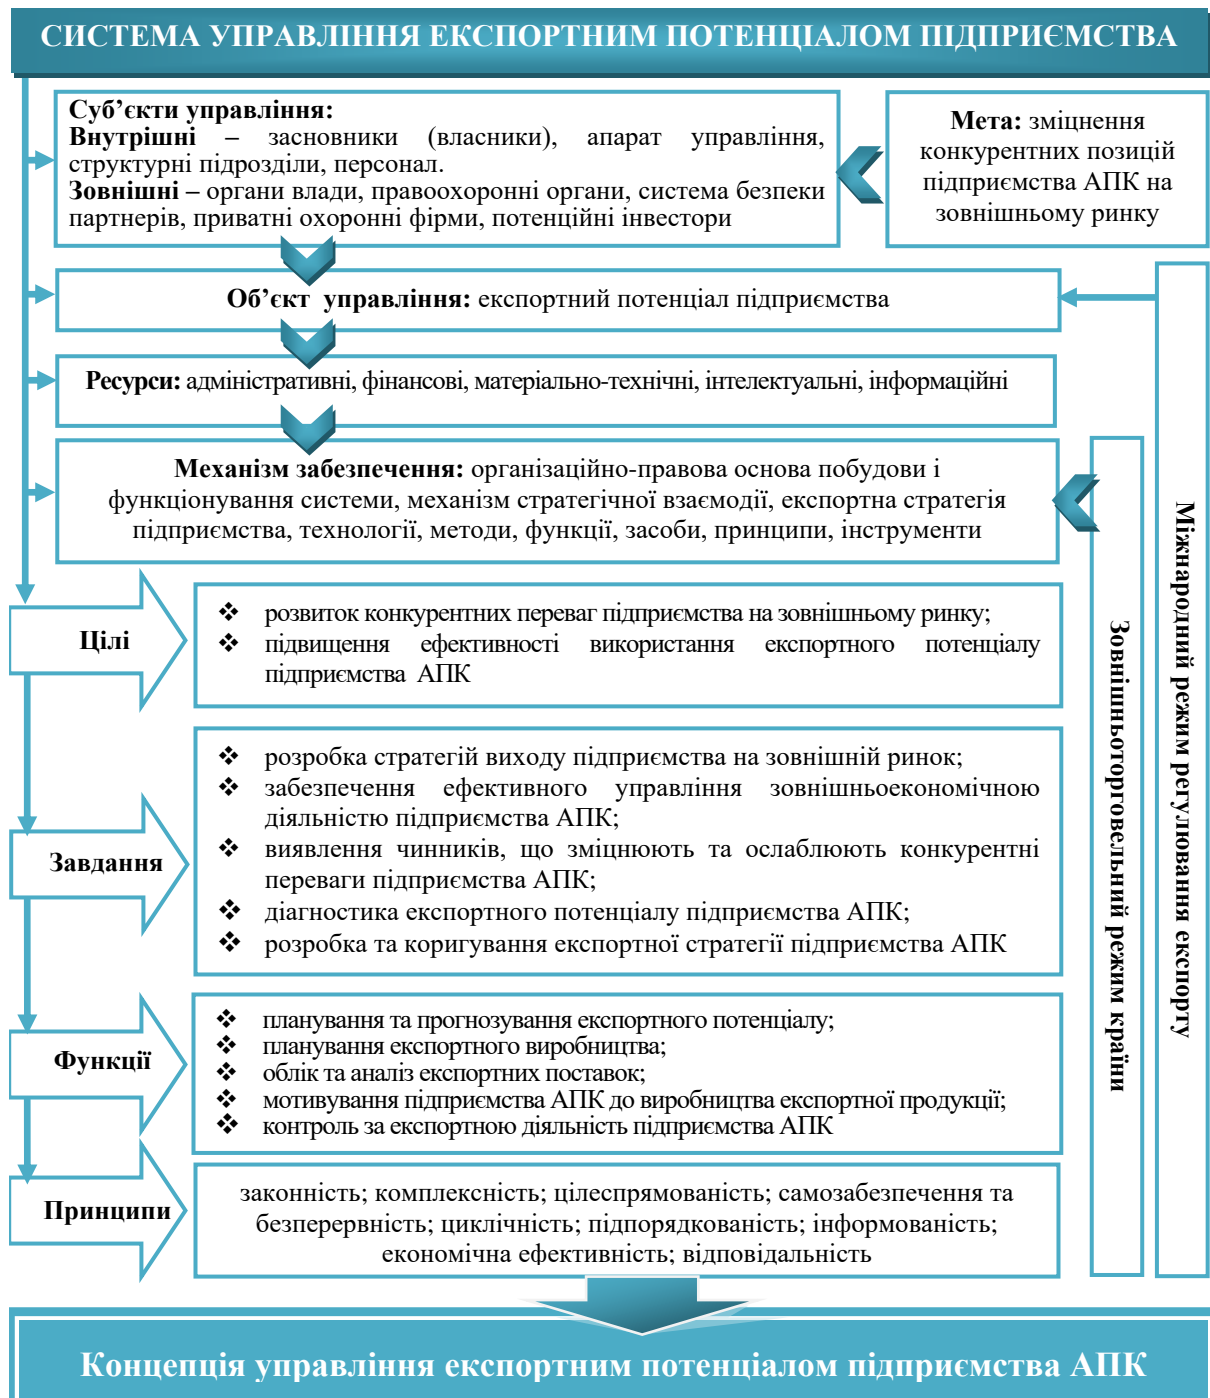 СИСТЕМА УПРАВЛІННЯ ЕКСПОРТНИМ ПОТЕНЦІАЛОМ ПІДПРИЄМСТВА
Суб’єкти управління:
Внутрішні – засновники (власники), апарат управління,
структурні підрозділи, персонал.
Зовнішні – органи влади, правоохоронні органи, система безпеки
партнерів, приватні охоронні фірми, потенційні інвестори
Мета: зміцнення
конкурентних позицій
підприємства АПК на
зовнішньому ринку
Об’єкт управління: експортний потенціал підприємства
Ресурси: адміністративні, фінансові, матеріально-технічні, інтелектуальні, інформаційні
Механізм забезпечення: організаційно-правова основа побудови і
функціонування системи, механізм стратегічної взаємодії, експортна стратегія
підприємства, технології, методи, функції, засоби, принципи, інструменти
Міжнародний режим регулювання експорту
Зовнішньоторговельний режим країни
Цілі
❖ розвиток конкурентних переваг підприємства на зовнішньому ринку;
❖ підвищення ефективності використання експортного потенціалу
підприємства АПК
Завдання
❖ розробка стратегій виходу підприємства на зовнішній ринок;
❖ забезпечення ефективного управління зовнішньоекономічною
діяльністю підприємства АПК;
❖ виявлення чинників, що зміцнюють та ослаблюють конкурентні
переваги підприємства АПК;
❖ діагностика експортного потенціалу підприємства АПК;
❖ розробка та коригування експортної стратегії підприємства АПК
Функції
❖ планування та прогнозування експортного потенціалу;
❖ планування експортного виробництва;
❖ облік та аналіз експортних поставок;
❖ мотивування підприємства АПК до виробництва експортної продукції;
❖ контроль за експортною діяльність підприємства АПК
Принципи
законність; комплексність; цілеспрямованість; самозабезпечення та
безперервність; циклічність; підпорядкованість; інформованість;
економічна ефективність; відповідальність
Концепція управління експортним потенціалом підприємства АПК